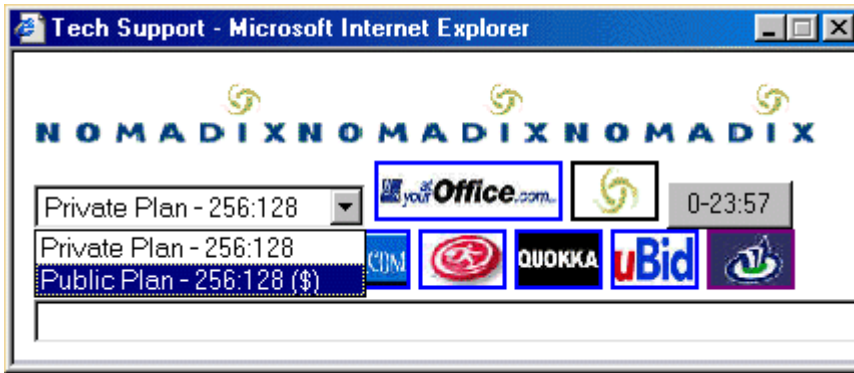 Tech Support - Microsoft Internet Explorer
NOMADIXNOMADIXNOMADIX
Private Plan - 256:128
yourOffice.com
0-23:57
Private Plan - 256:128
Public Plan - 256:128 ($)
QUOKKA
uBid